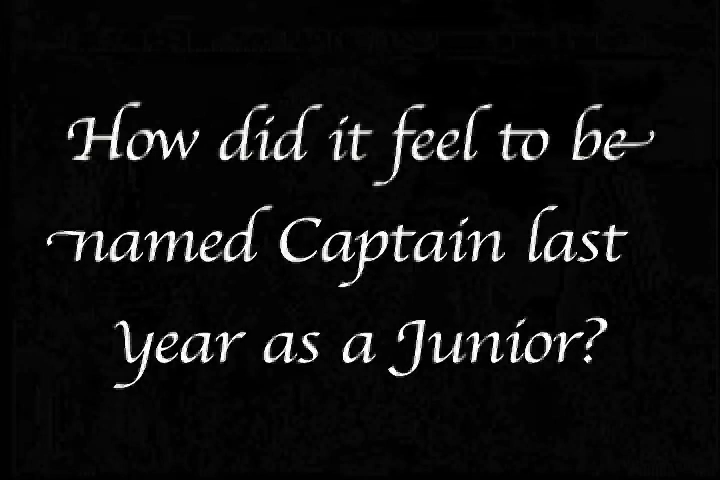 How did it feel to be
named Captain last
year as a Junior?